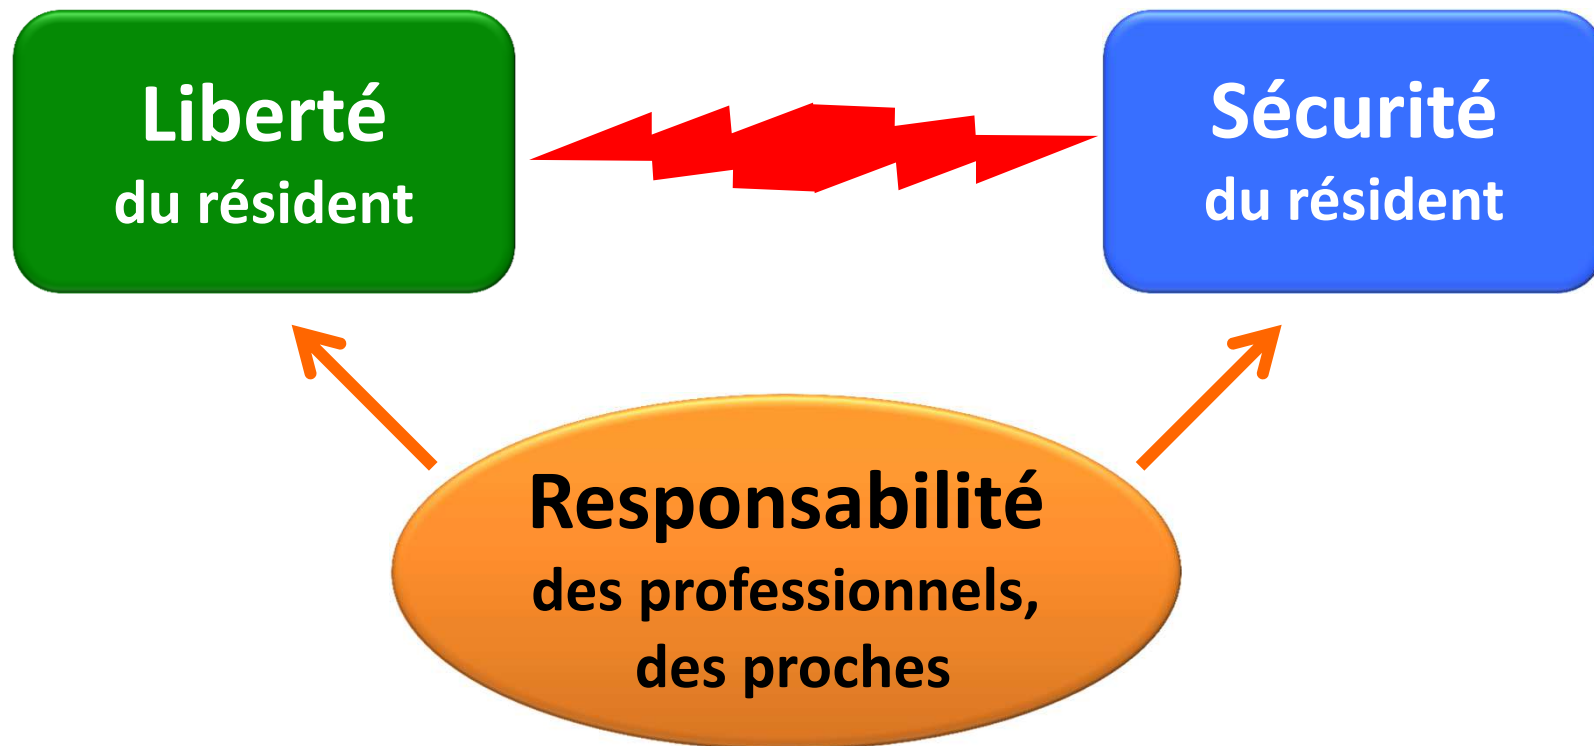 Liberté
du résident
Sécurité
du résident
Responsabilité
des professionnels,
des proches